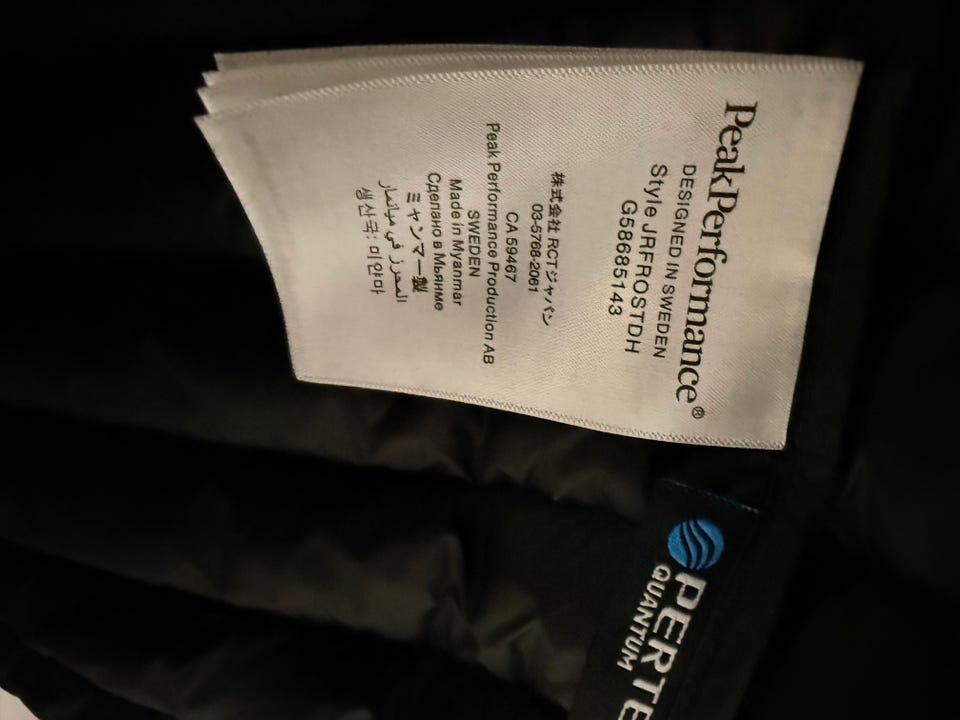 PeakPerformance®
DESIGNED IN SWEDEN
Style JRFROSTDH
G58685143
株式会社 RCTジャパン
03-5768-2061
CA 59467
Peak Performance Production AB
SWEDEN
Made in Myanmar
Сделано в Мьянме
ミャンマー製
المحرز في ميانمار
생산국: 미얀마
PERTE
QUANTUM